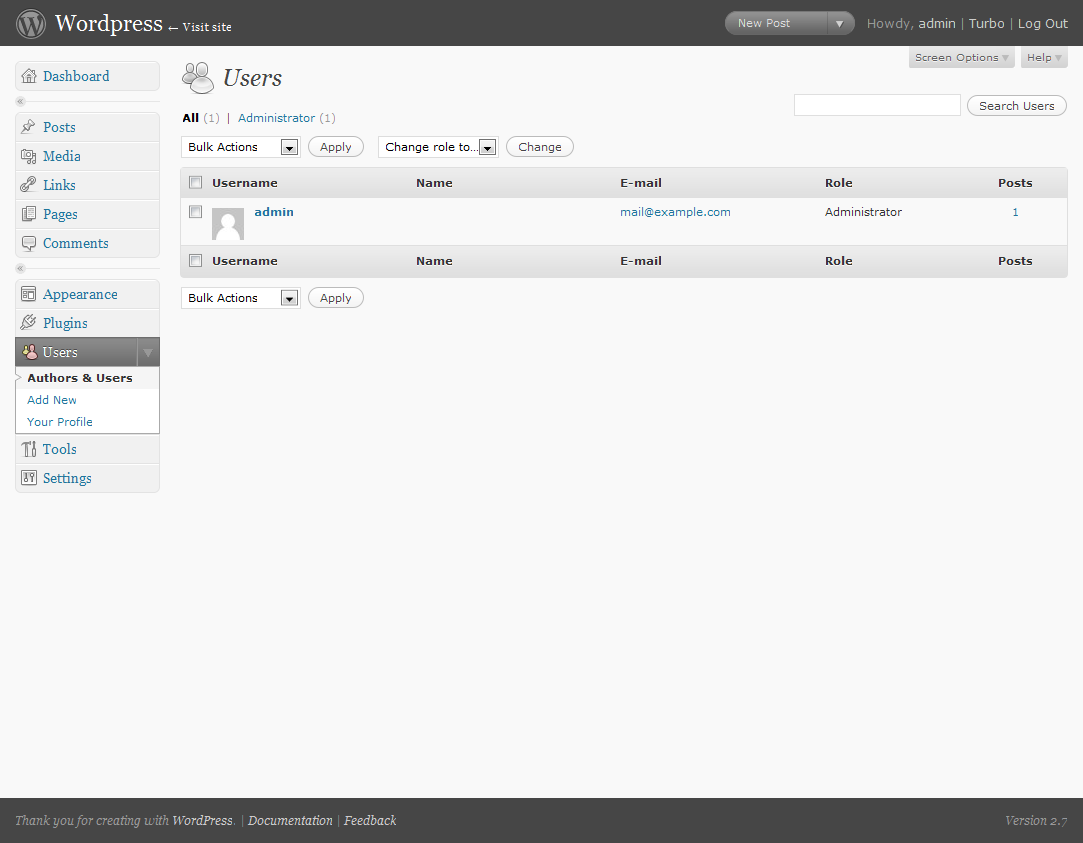 Wordpress ← Visit site
New Post
Howdy, admin | Turbo | Log Out
Screen Options
Help
Dashboard
Posts
Media
Links
Pages
Comments
Appearance
Plugins
Users
Authors & Users
Add New
Your Profile
Tools
Settings
Users
Search Users
All (1) | Administrator (1)
Bulk Actions Apply Change role to... Change
Username Name E-mail Role Posts
admin mail@example.com Administrator 1
Username Name E-mail Role Posts
Bulk Actions Apply
Thank you for creating with WordPress. | Documentation | Feedback
Version 2.7